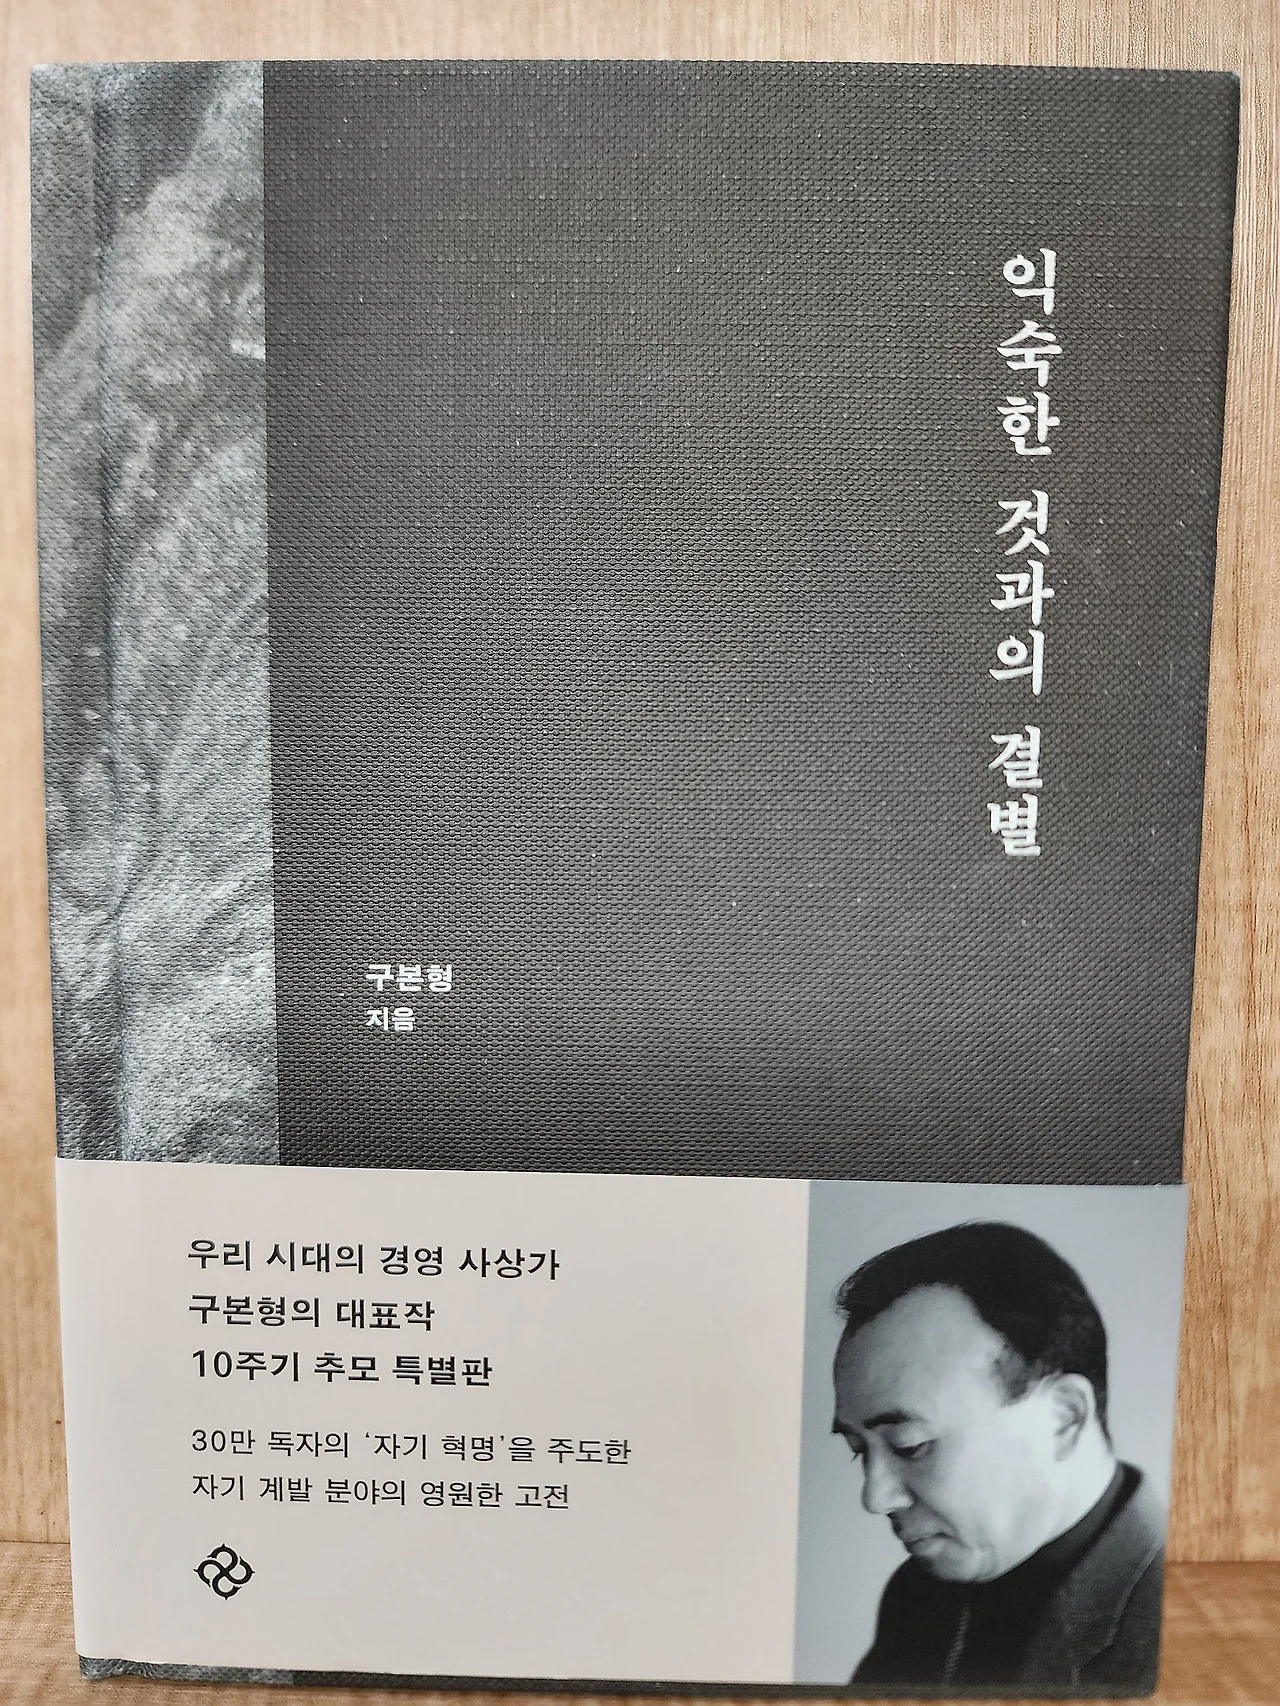 익숙한 것과의 결별
구본형
지음
우리 시대의 경영 사상가
구본형의 대표작
10주기 추모 특별판
30만 독자의 ‘자기 혁명’을 주도한
자기 계발 분야의 영원한 고전